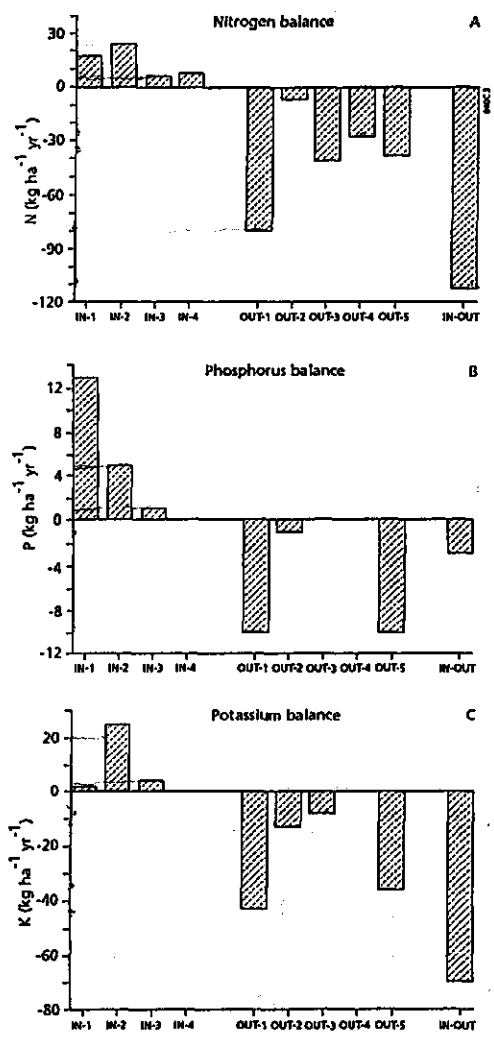 Nitrogen balance A
30
0
-30
-60
-90
-120
N (kg ha⁻¹ yr⁻¹)
IN-1 IN-2 IN-3 IN-4 OUT-1 OUT-2 OUT-3 OUT-4 OUT-5 IN-OUT
Phosphorus balance B
12
8
4
0
-4
-8
-12
P (kg ha⁻¹ yr⁻¹)
IN-1 IN-2 IN-3 IN-4 OUT-1 OUT-2 OUT-3 OUT-4 OUT-5 IN-OUT
Potassium balance C
20
0
-20
-40
-60
-80
K (kg ha⁻¹ yr⁻¹)
IN-1 IN-2 IN-3 IN-4 OUT-1 OUT-2 OUT-3 OUT-4 OUT-5 IN-OUT